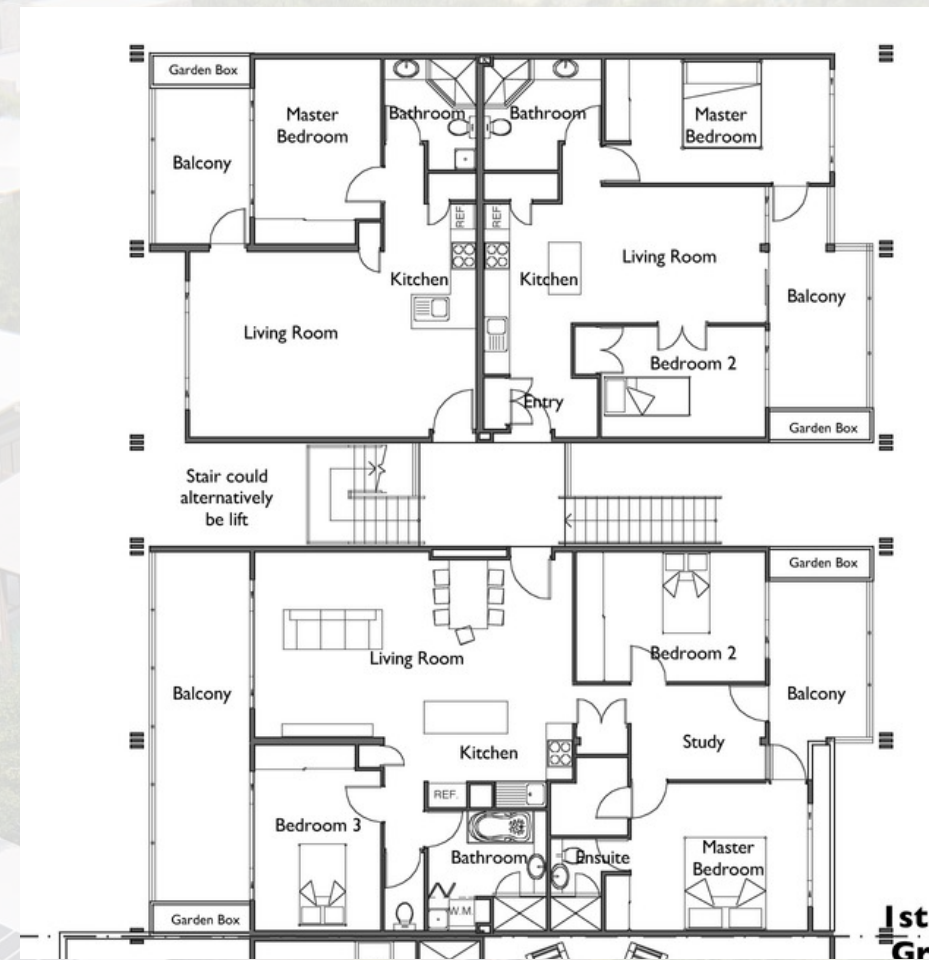 Garden Box
Master
Bedroom
Bathroom
Bathroom
Master
Bedroom
Balcony
REF.
REF.
Kitchen
Kitchen
Living Room
Balcony
Living Room
Bedroom 2
Entry
Garden Box
Stair could
alternatively
be lift
Garden Box
Bedroom 2
Living Room
Balcony
Balcony
Study
Kitchen
REF.
Bedroom 3
Bathroom
Ensuite
Master
Bedroom
W.M.
Garden Box
1st
Gr